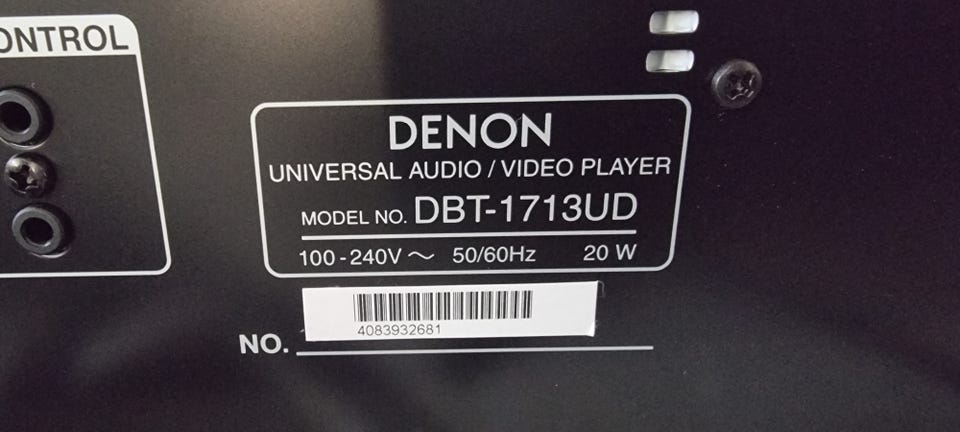 ONTROL
DENON
UNIVERSAL AUDIO / VIDEO PLAYER
MODEL NO. DBT-1713UD
100 - 240V ～ 50/60Hz 20 W
4083932681
NO.